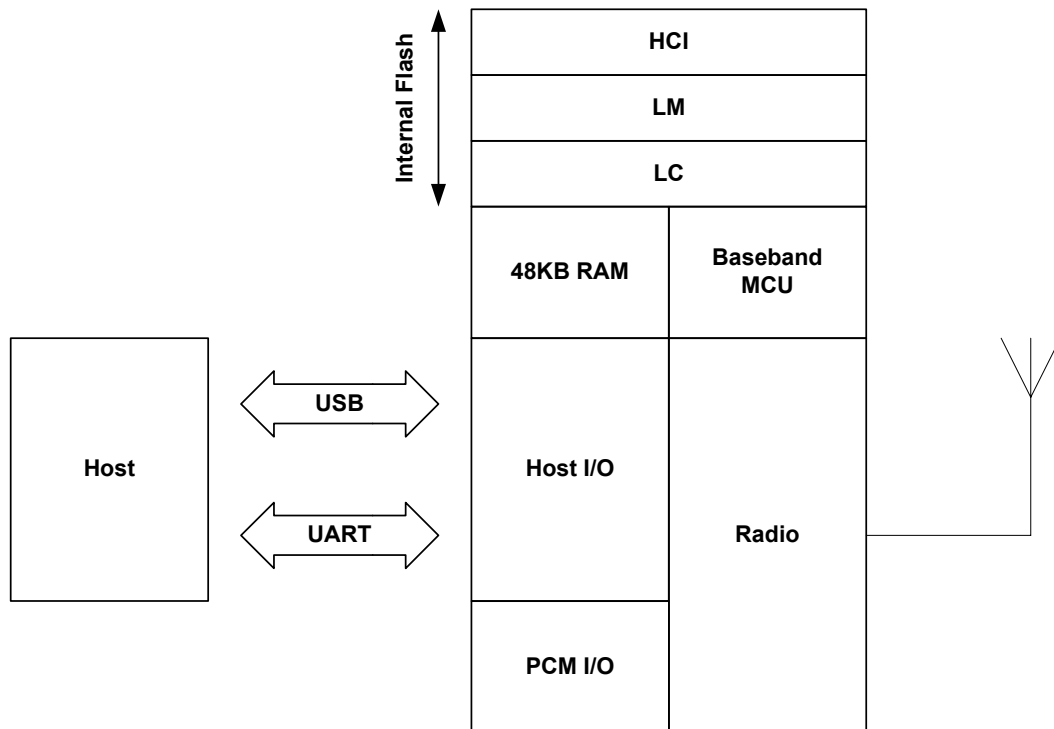 HCI
Internal Flash
LM
LC
48KB RAM
Baseband
MCU
USB
Host
Host I/O
UART
Radio
PCM I/O